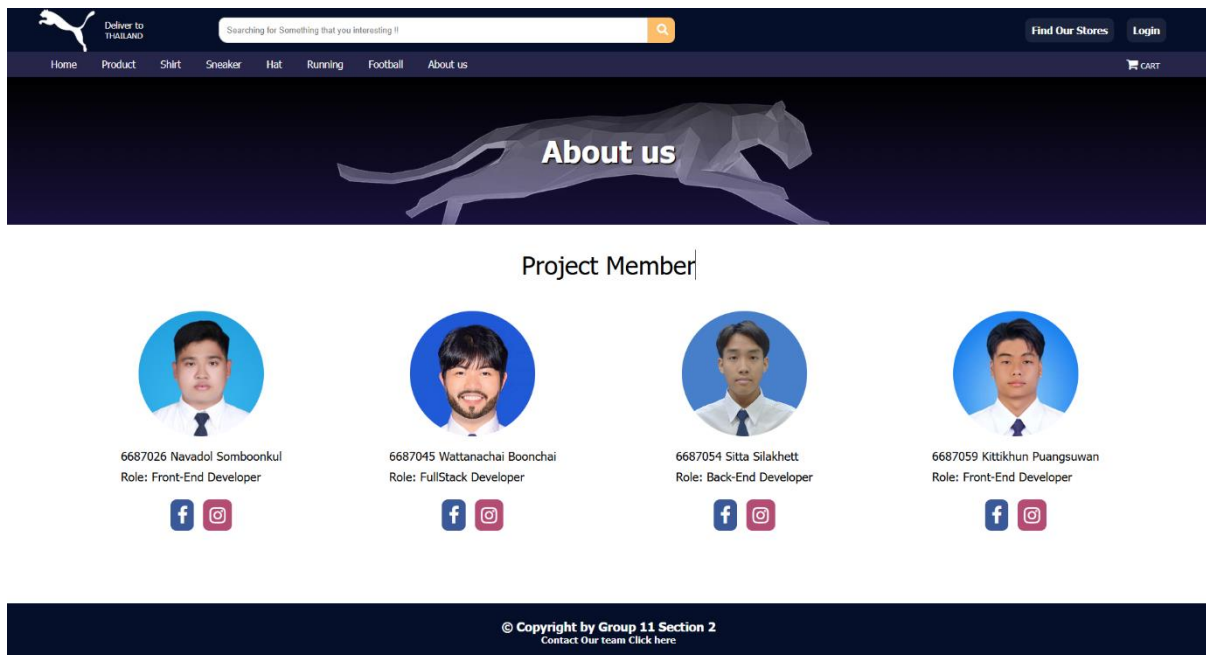 Deliver to
THAILAND
Searching for Something that you interesting !!
Find Our Stores
Login
Home Product Shirt Sneaker Hat Running Football About us
CART
About us
Project Member
6687026 Navadol Somboonkul
Role: Front-End Developer
6687045 Wattanachai Boonchai
Role: FullStack Developer
6687054 Sitta Silakhett
Role: Back-End Developer
6687059 Kittikhun Puangsuwan
Role: Front-End Developer
© Copyright by Group 11 Section 2
Contact Our team Click here